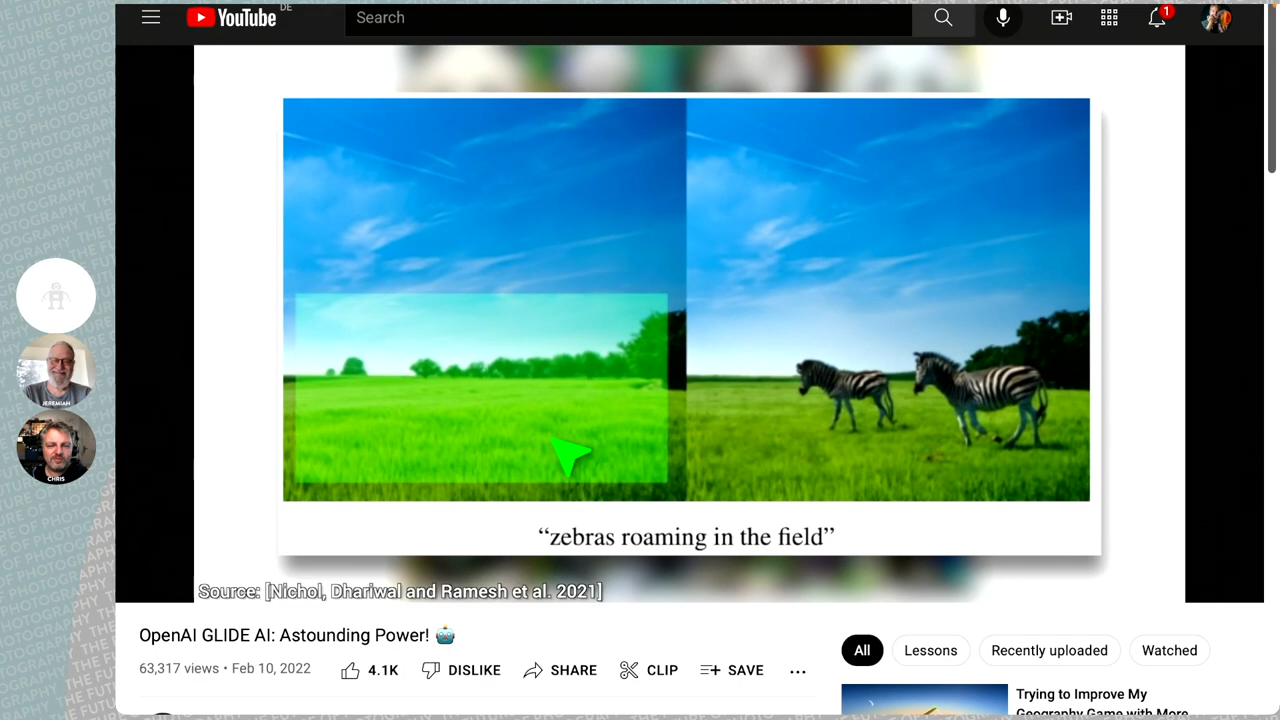 YouTube DE
Search
1
"zebras roaming in the field"
Source: [Nichol, Dhariwal and Ramesh et al. 2021]
JEREMIAH
CHRIS
OpenAI GLIDE AI: Astounding Power! 🤖
63,317 views • Feb 10, 2022
4.1K
DISLIKE
SHARE
CLIP
SAVE
All
Lessons
Recently uploaded
Watched
Trying to Improve My
Geography Game with More